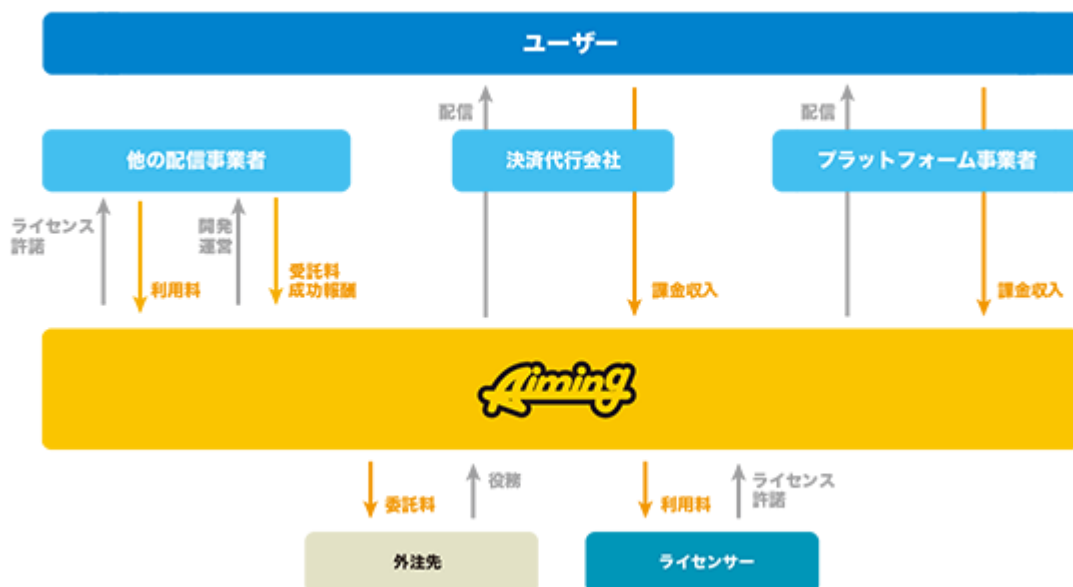 ユーザー
配信
配信
他の配信事業者
決済代行会社
プラットフォーム事業者
ライセンス
許諾
利用料
開発
運営
受託料
成功報酬
課金収入
課金収入
Aiming
委託料
役務
利用料
ライセンス
許諾
外注先
ライセンサー